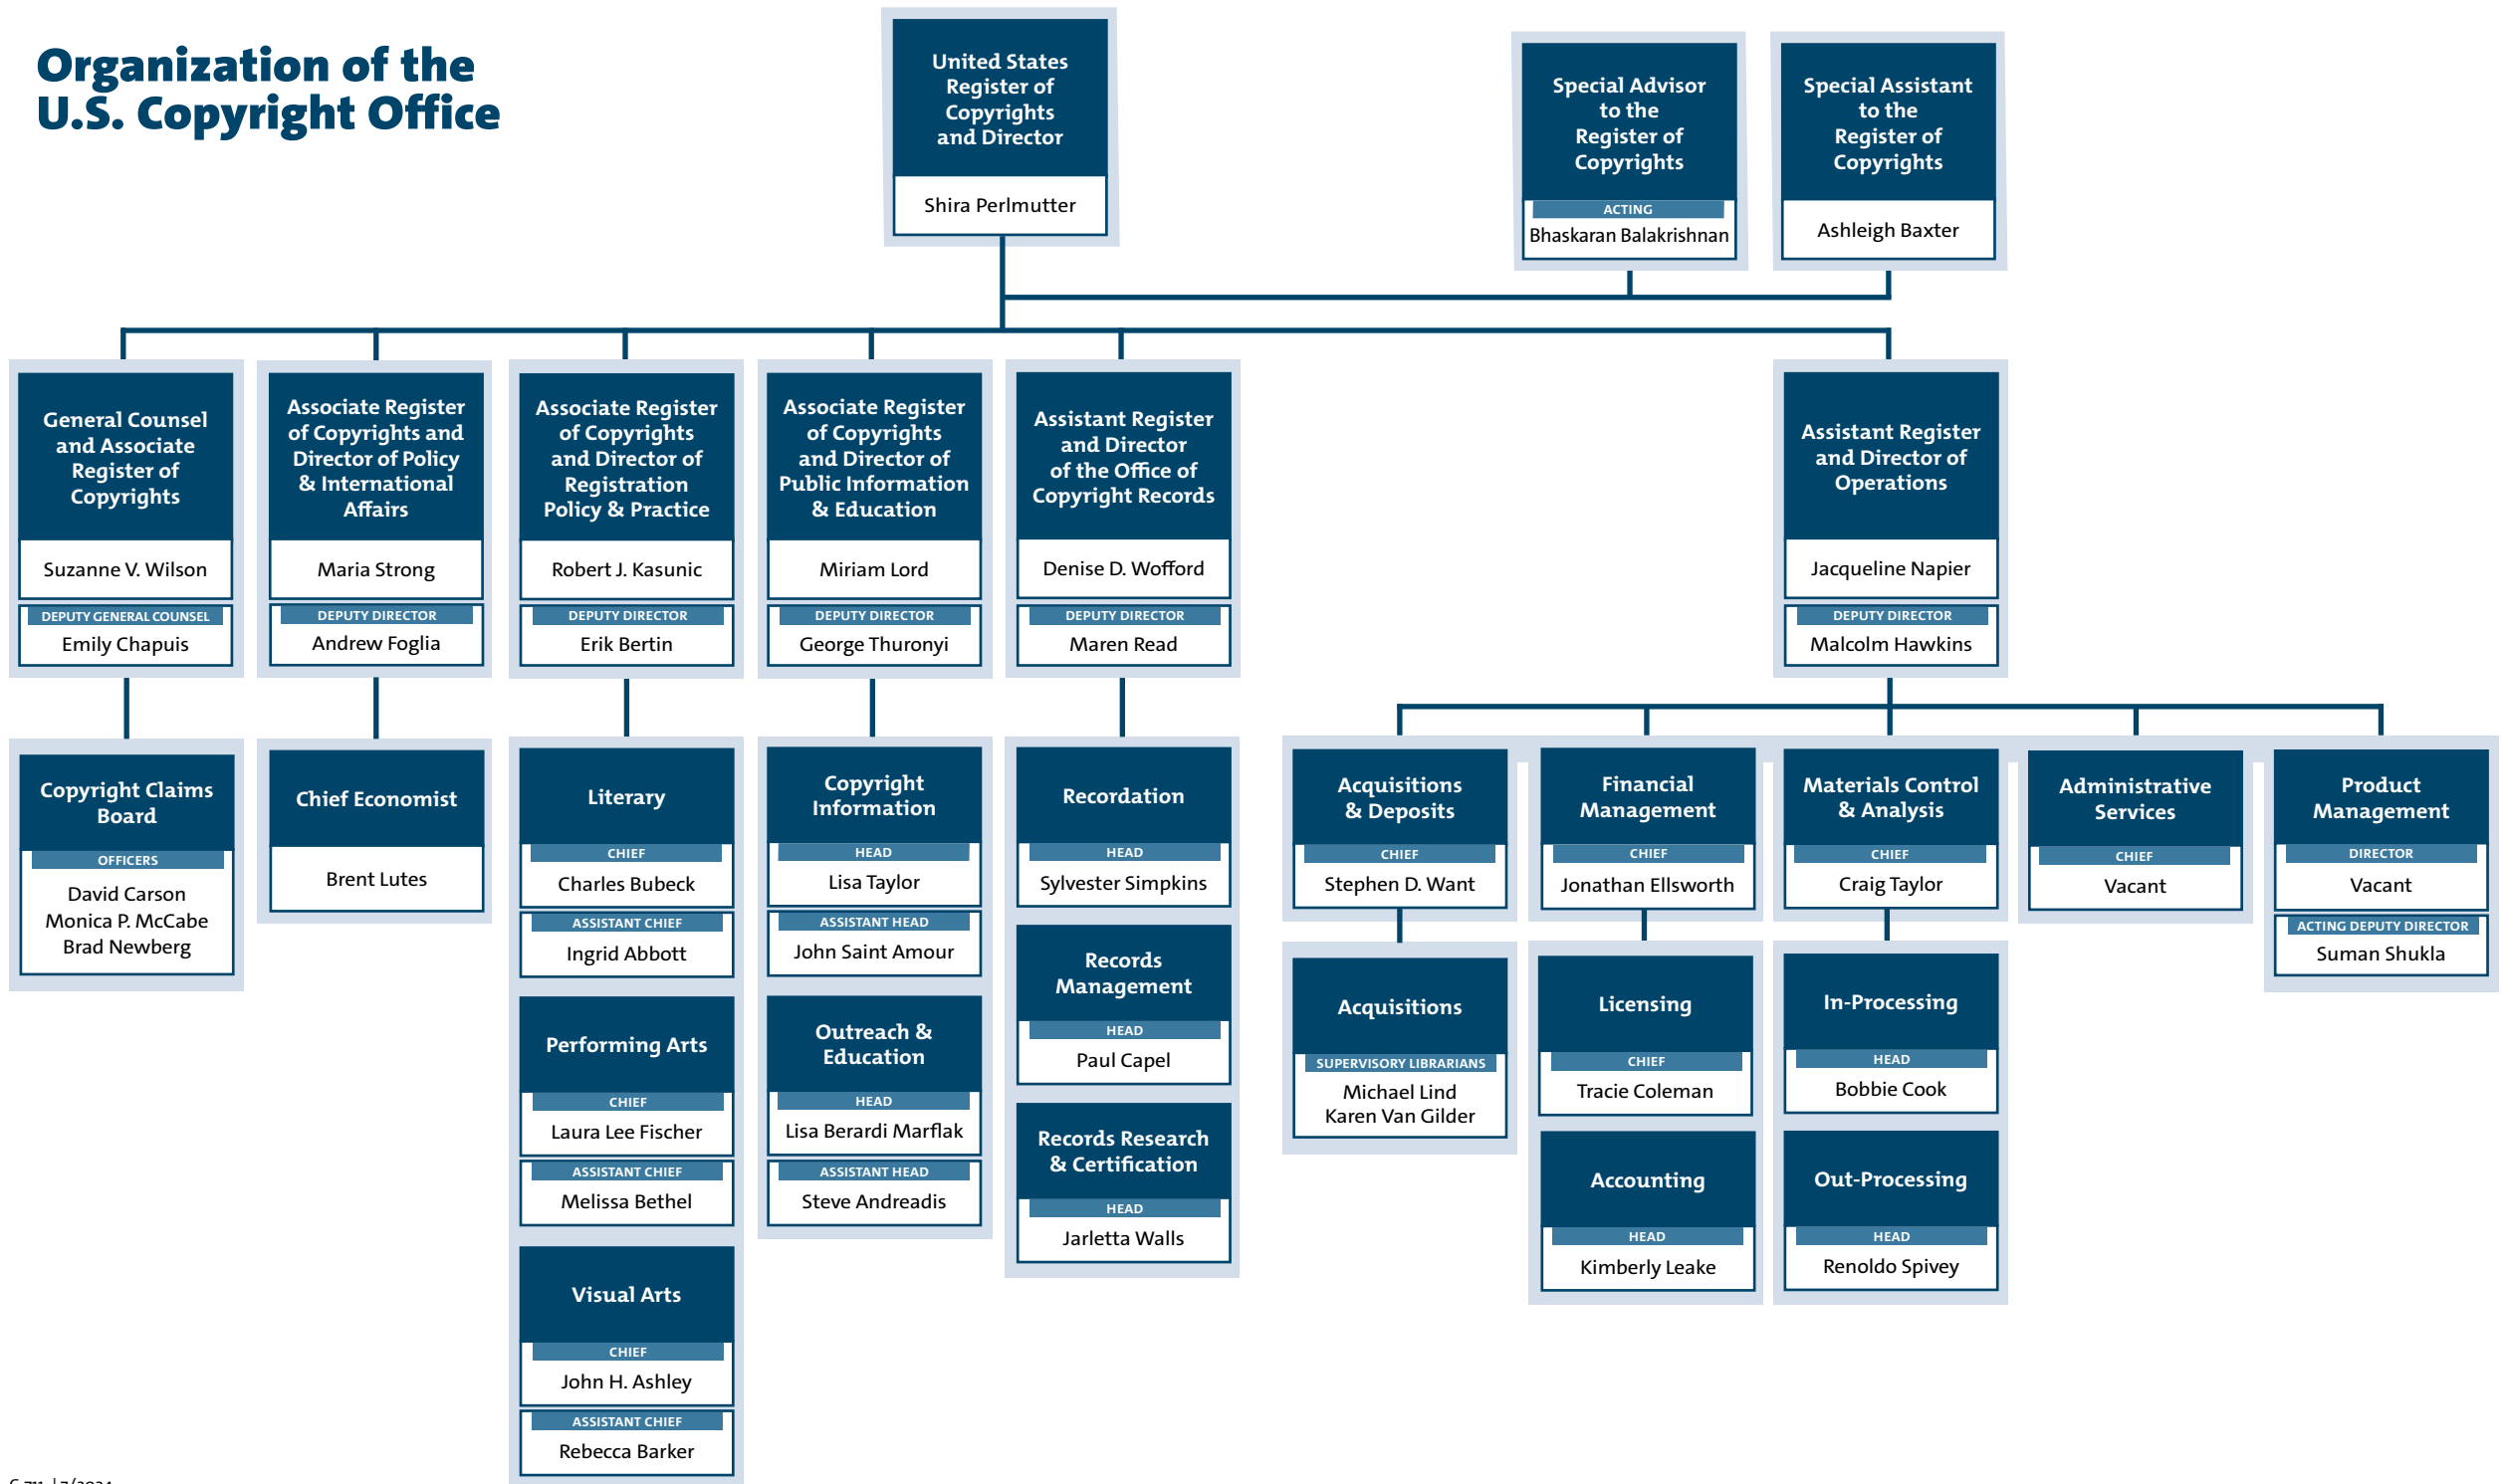 Organization of the
U.S. Copyright Office
United States
Register of
Copyrights
and Director
Shira Perlmutter
Special Advisor
to the
Register of
Copyrights
ACTING
Bhaskaran Balakrishnan
Special Assistant
to the
Register of
Copyrights
Ashleigh Baxter
General Counsel
and Associate
Register of
Copyrights
Suzanne V. Wilson
DEPUTY GENERAL COUNSEL
Emily Chapuis
Associate Register
of Copyrights and
Director of Policy
& International
Affairs
Maria Strong
DEPUTY DIRECTOR
Andrew Foglia
Associate Register
of Copyrights
and Director of
Registration
Policy & Practice
Robert J. Kasunic
DEPUTY DIRECTOR
Erik Bertin
Associate Register
of Copyrights
and Director of
Public Information
& Education
Miriam Lord
DEPUTY DIRECTOR
George Thuronyi
Assistant Register
and Director
of the Office of
Copyright Records
Denise D. Wofford
DEPUTY DIRECTOR
Maren Read
Assistant Register
and Director of
Operations
Jacqueline Napier
DEPUTY DIRECTOR
Malcolm Hawkins
Copyright Claims
Board
OFFICERS
David Carson
Monica P. McCabe
Brad Newberg
Chief Economist
Brent Lutes
Literary
CHIEF
Charles Bubeck
ASSISTANT CHIEF
Ingrid Abbott
Performing Arts
CHIEF
Laura Lee Fischer
ASSISTANT CHIEF
Melissa Bethel
Visual Arts
CHIEF
John H. Ashley
ASSISTANT CHIEF
Rebecca Barker
Copyright
Information
HEAD
Lisa Taylor
ASSISTANT HEAD
John Saint Amour
Outreach &
Education
HEAD
Lisa Berardi Marflak
ASSISTANT HEAD
Steve Andreadis
Recordation
HEAD
Sylvester Simpkins
Records
Management
HEAD
Paul Capel
Records Research
& Certification
HEAD
Jarletta Walls
Acquisitions
& Deposits
CHIEF
Stephen D. Want
Acquisitions
SUPERVISORY LIBRARIANS
Michael Lind
Karen Van Gilder
Financial
Management
CHIEF
Jonathan Ellsworth
Licensing
CHIEF
Tracie Coleman
Accounting
HEAD
Kimberly Leake
Materials Control
& Analysis
CHIEF
Craig Taylor
In-Processing
HEAD
Bobbie Cook
Out-Processing
HEAD
Renoldo Spivey
Administrative
Services
CHIEF
Vacant
Product
Management
DIRECTOR
Vacant
ACTING DEPUTY DIRECTOR
Suman Shukla